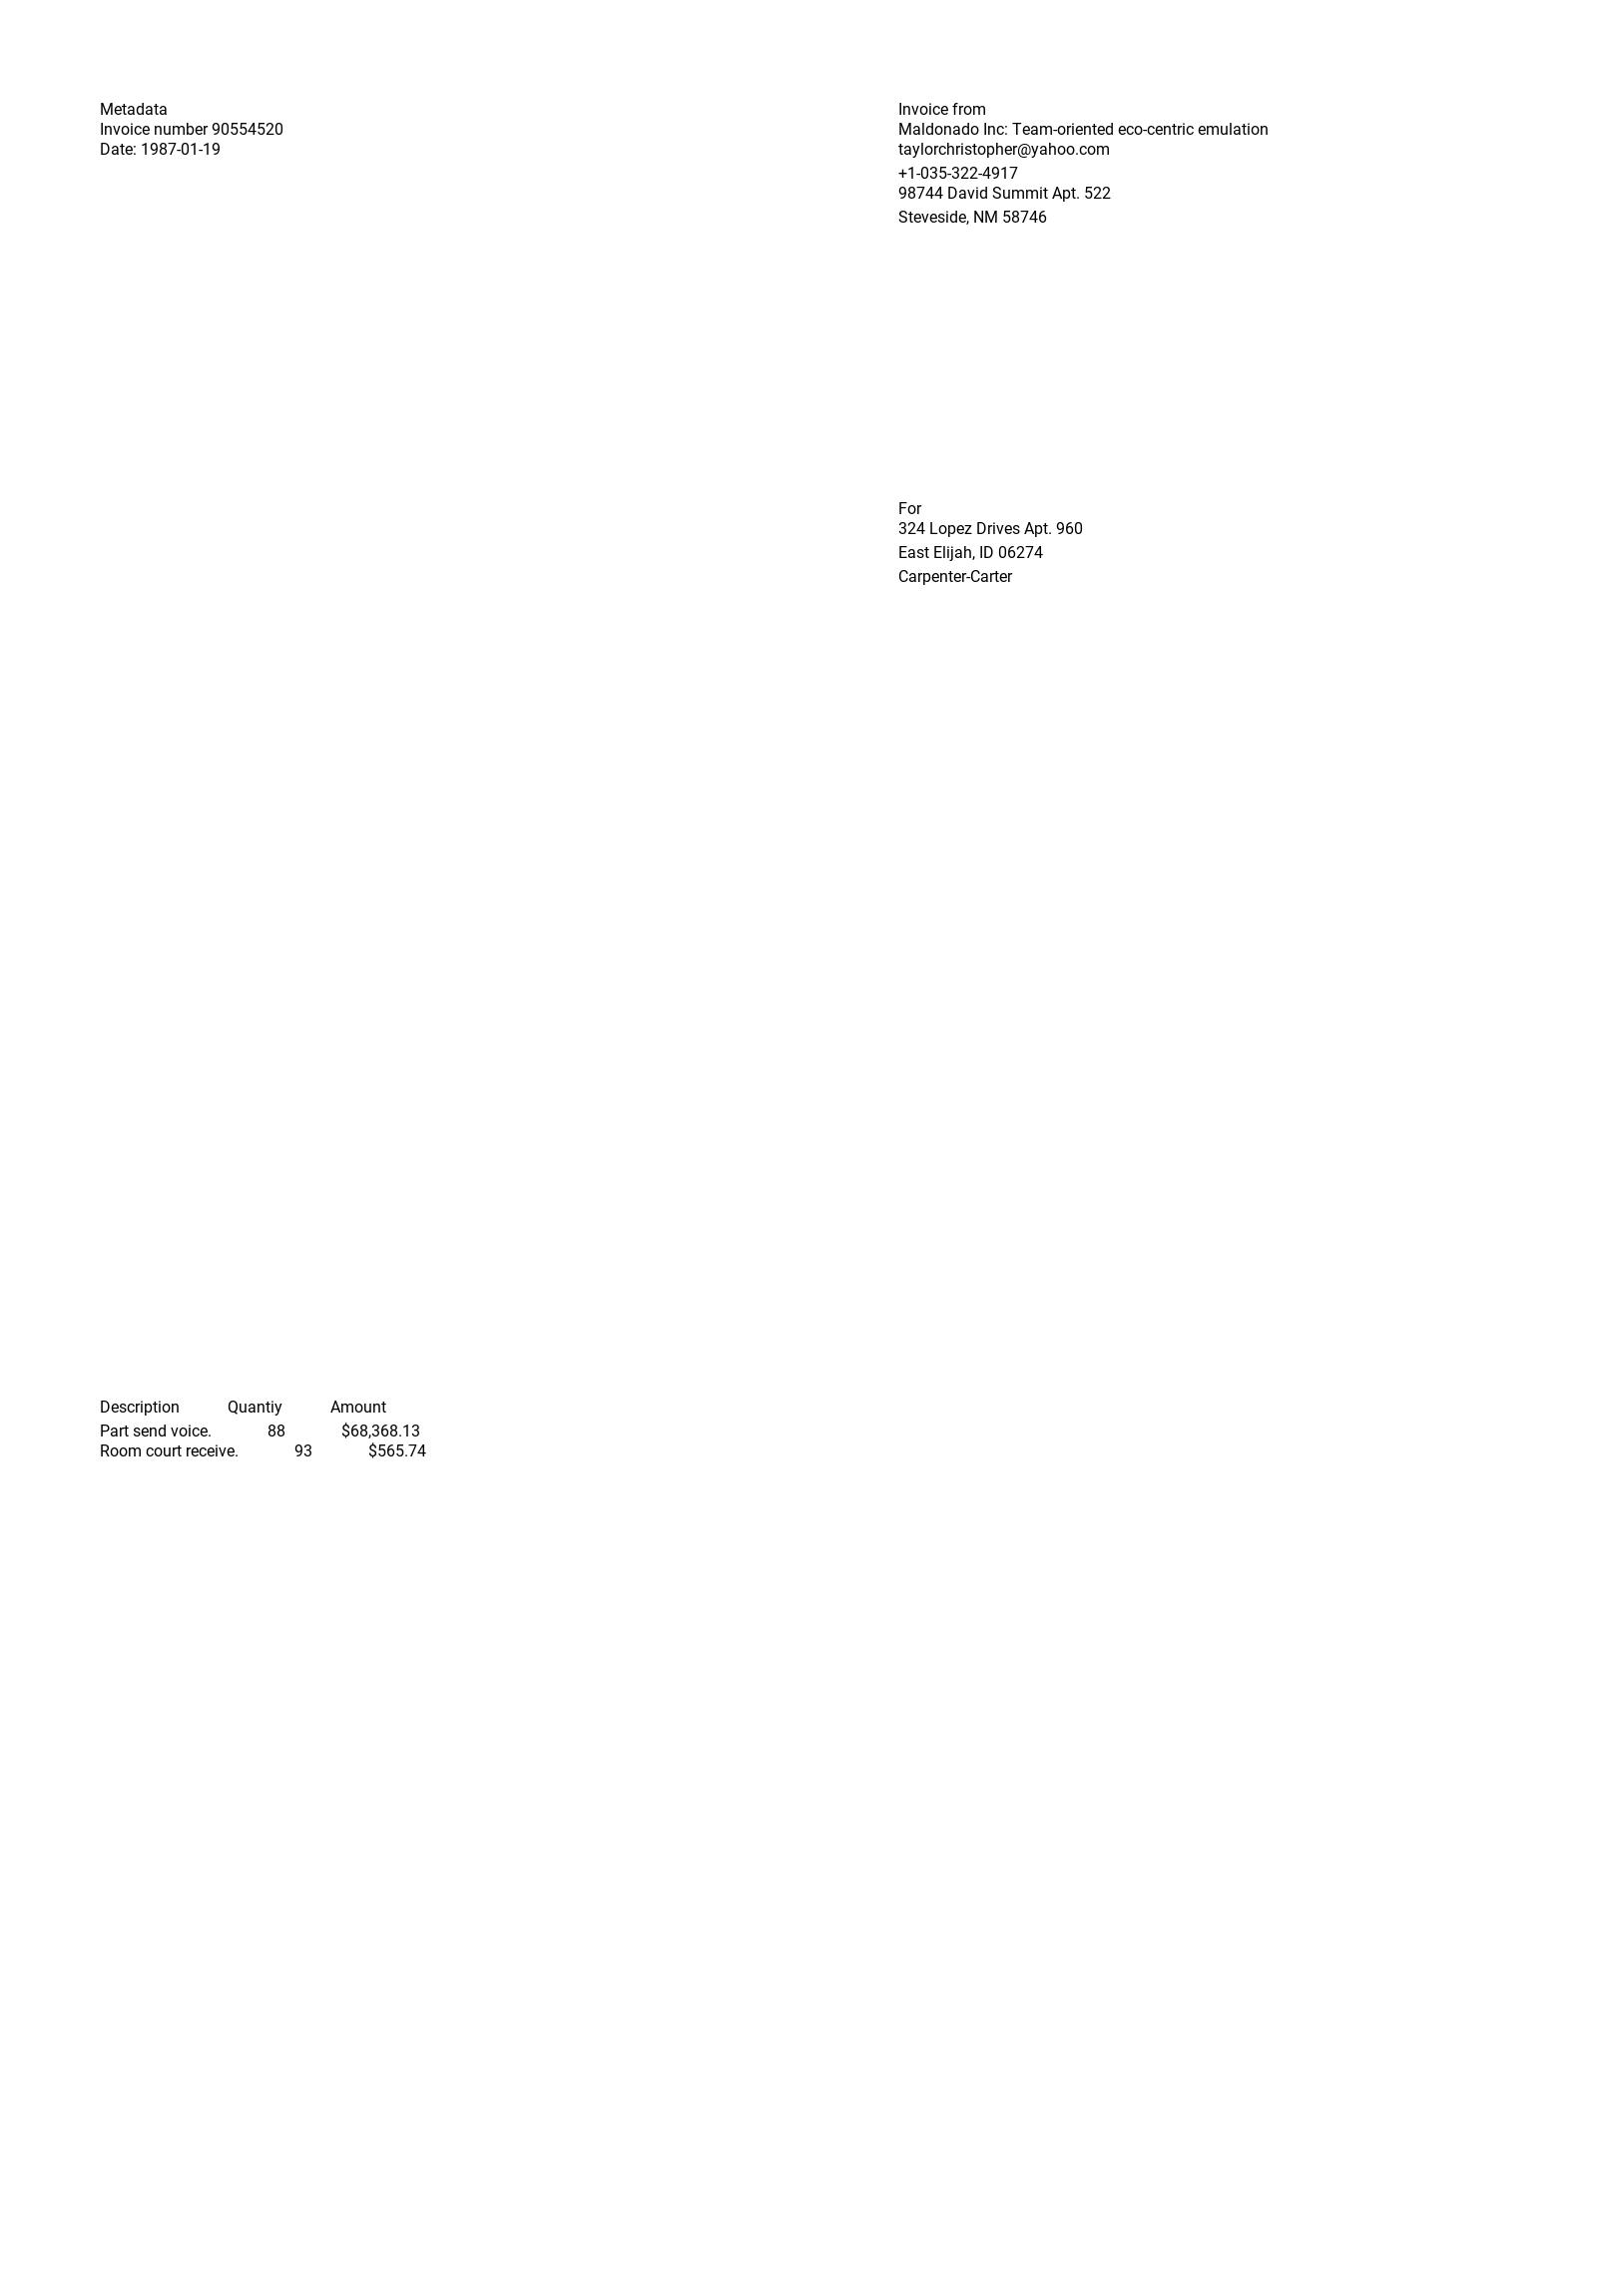 Metadata
Invoice number 90554520
Date: 1987-01-19
Invoice from
Maldonado Inc: Team-oriented eco-centric emulation
taylorchristopher@yahoo.com
+1-035-322-4917
98744 David Summit Apt. 522
Steveside, NM 58746
For
324 Lopez Drives Apt. 960
East Elijah, ID 06274
Carpenter-Carter
Description Quantiy Amount
Part send voice. 88 $68,368.13
Room court receive. 93 $565.74